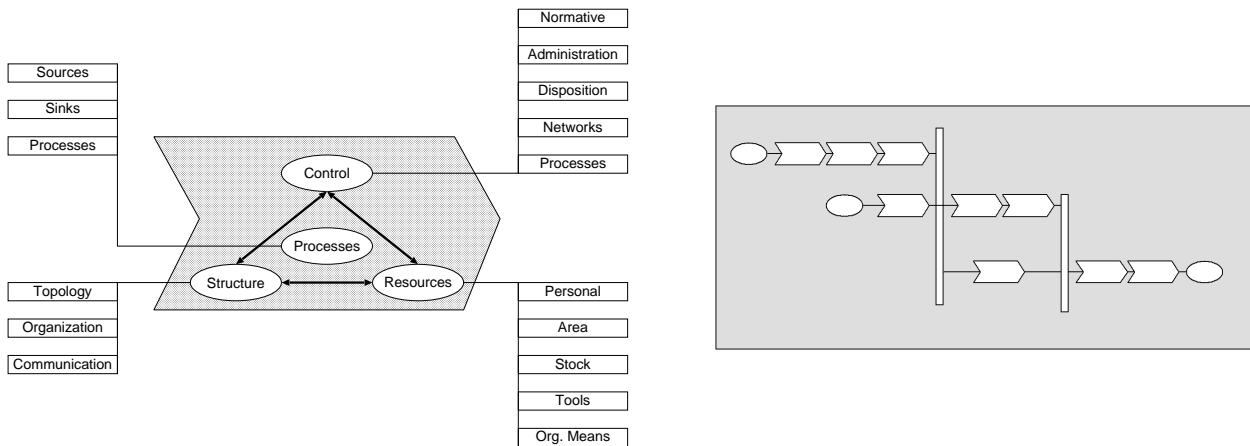 Normative
Administration
Disposition
Networks
Processes
Sources
Sinks
Processes
Control
Processes
Structure
Resources
Topology
Organization
Communication
Personal
Area
Stock
Tools
Org. Means